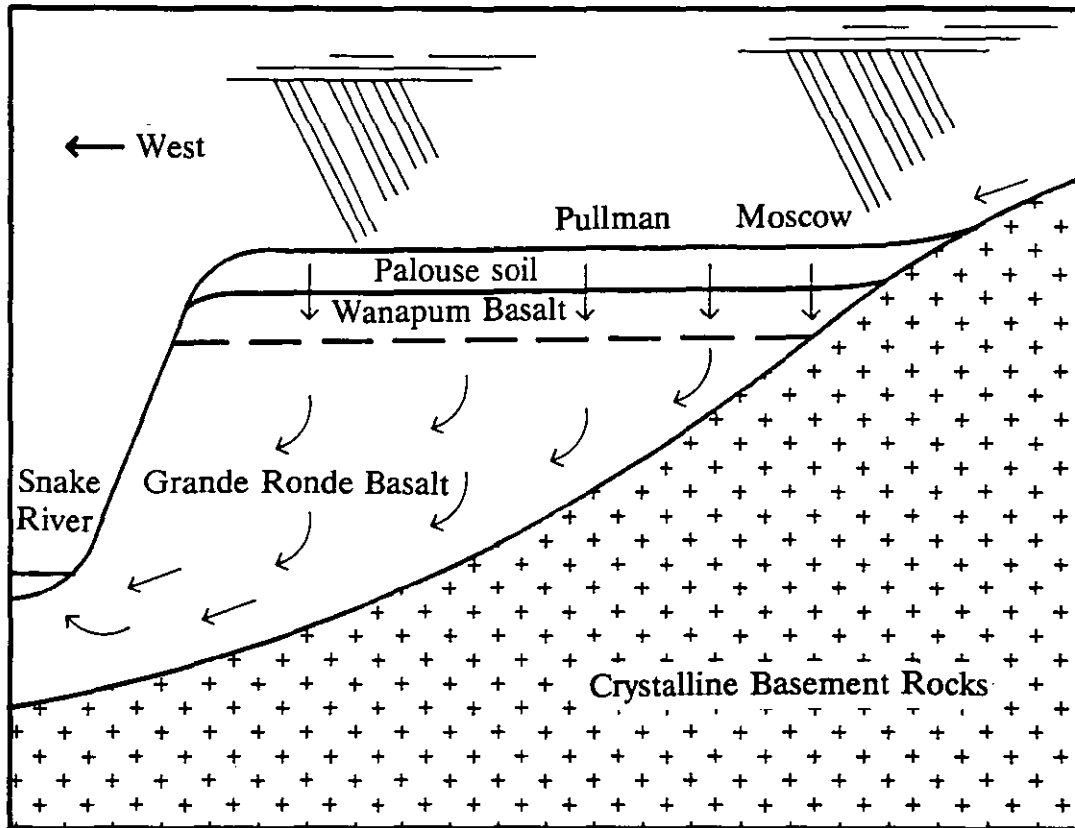 West
Pullman Moscow
Palouse soil
Wanapum Basalt
Snake
River
Grande Ronde Basalt
Crystalline Basement Rocks